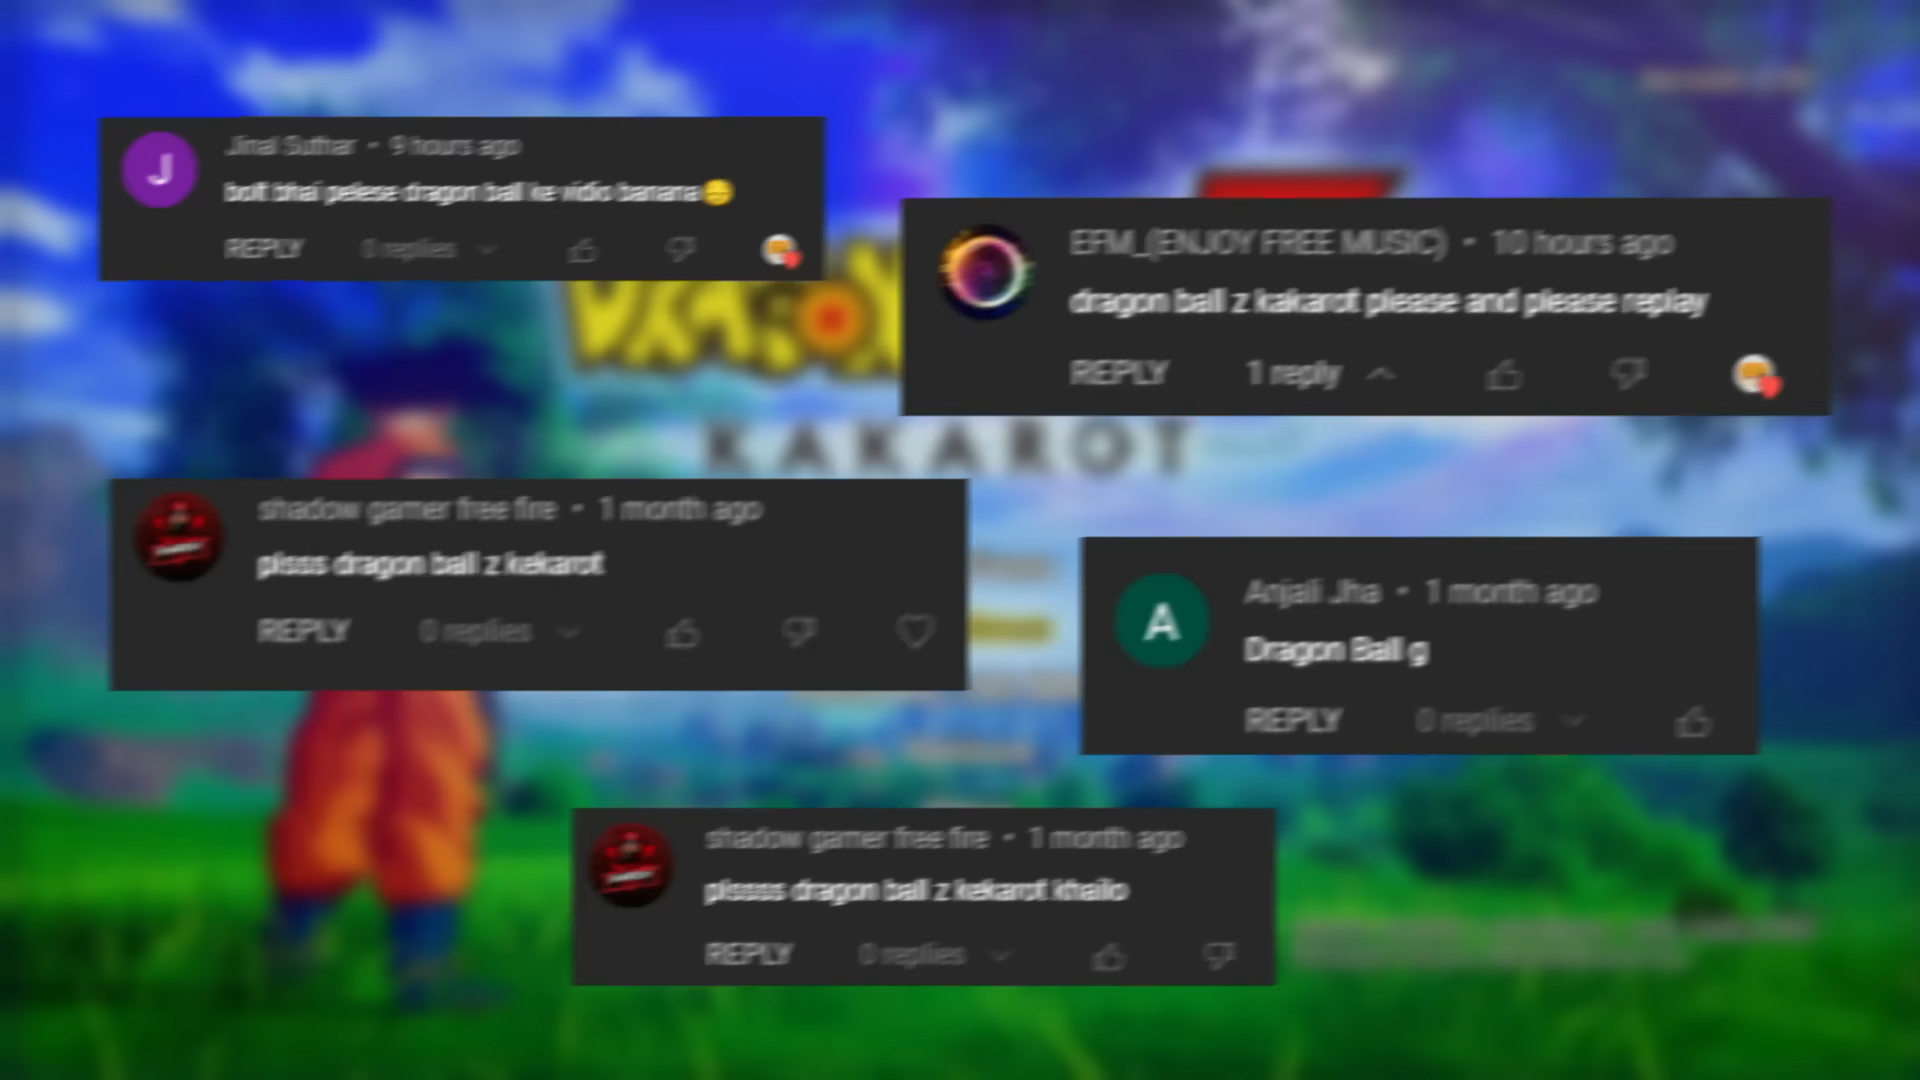 Jinal Suthar • 9 hours ago
bolt bhai pelese dragon ball ke vidio banana😑
REPLY 0 replies
EFM_(ENJOY FREE MUSIC) • 10 hours ago
dragon ball z kakarot please and please replay
REPLY 1 reply
KAKAROT
shadow gamer free fire • 1 month ago
plsss dragon ball z kekarot
REPLY 0 replies
Anjali Jha • 1 month ago
Dragon Ball g
REPLY 0 replies
shadow gamer free fire • 1 month ago
plssss dragon ball z kekarot khailo
REPLY 0 replies